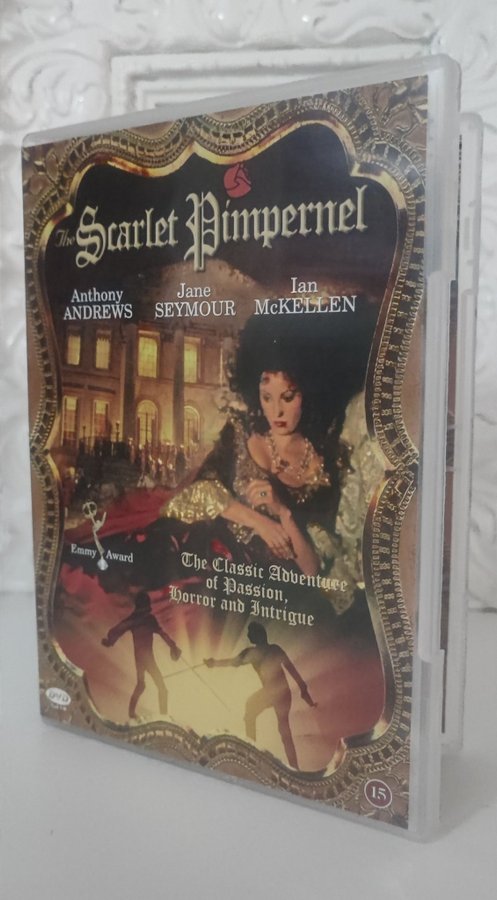 The Scarlet Pimpernel
Anthony ANDREWS
Jane SEYMOUR
Ian McKELLEN
Emmy Award
The Classic Adventure
of Passion,
Horror and Intrigue
15